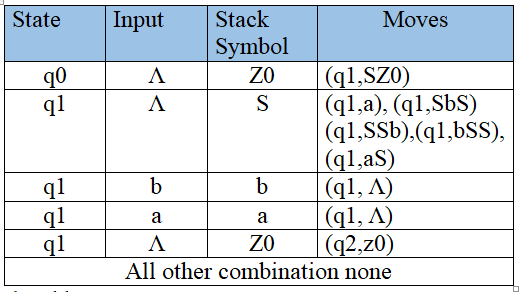 State Input Stack Symbol Moves
q0 Λ Z0 (q1,SZ0)
q1 Λ S (q1,a), (q1,SbS)
(q1,SSb),(q1,bSS),
(q1,aS)
q1 b b (q1, Λ)
q1 a a (q1, Λ)
q1 Λ Z0 (q2,z0)
All other combination none